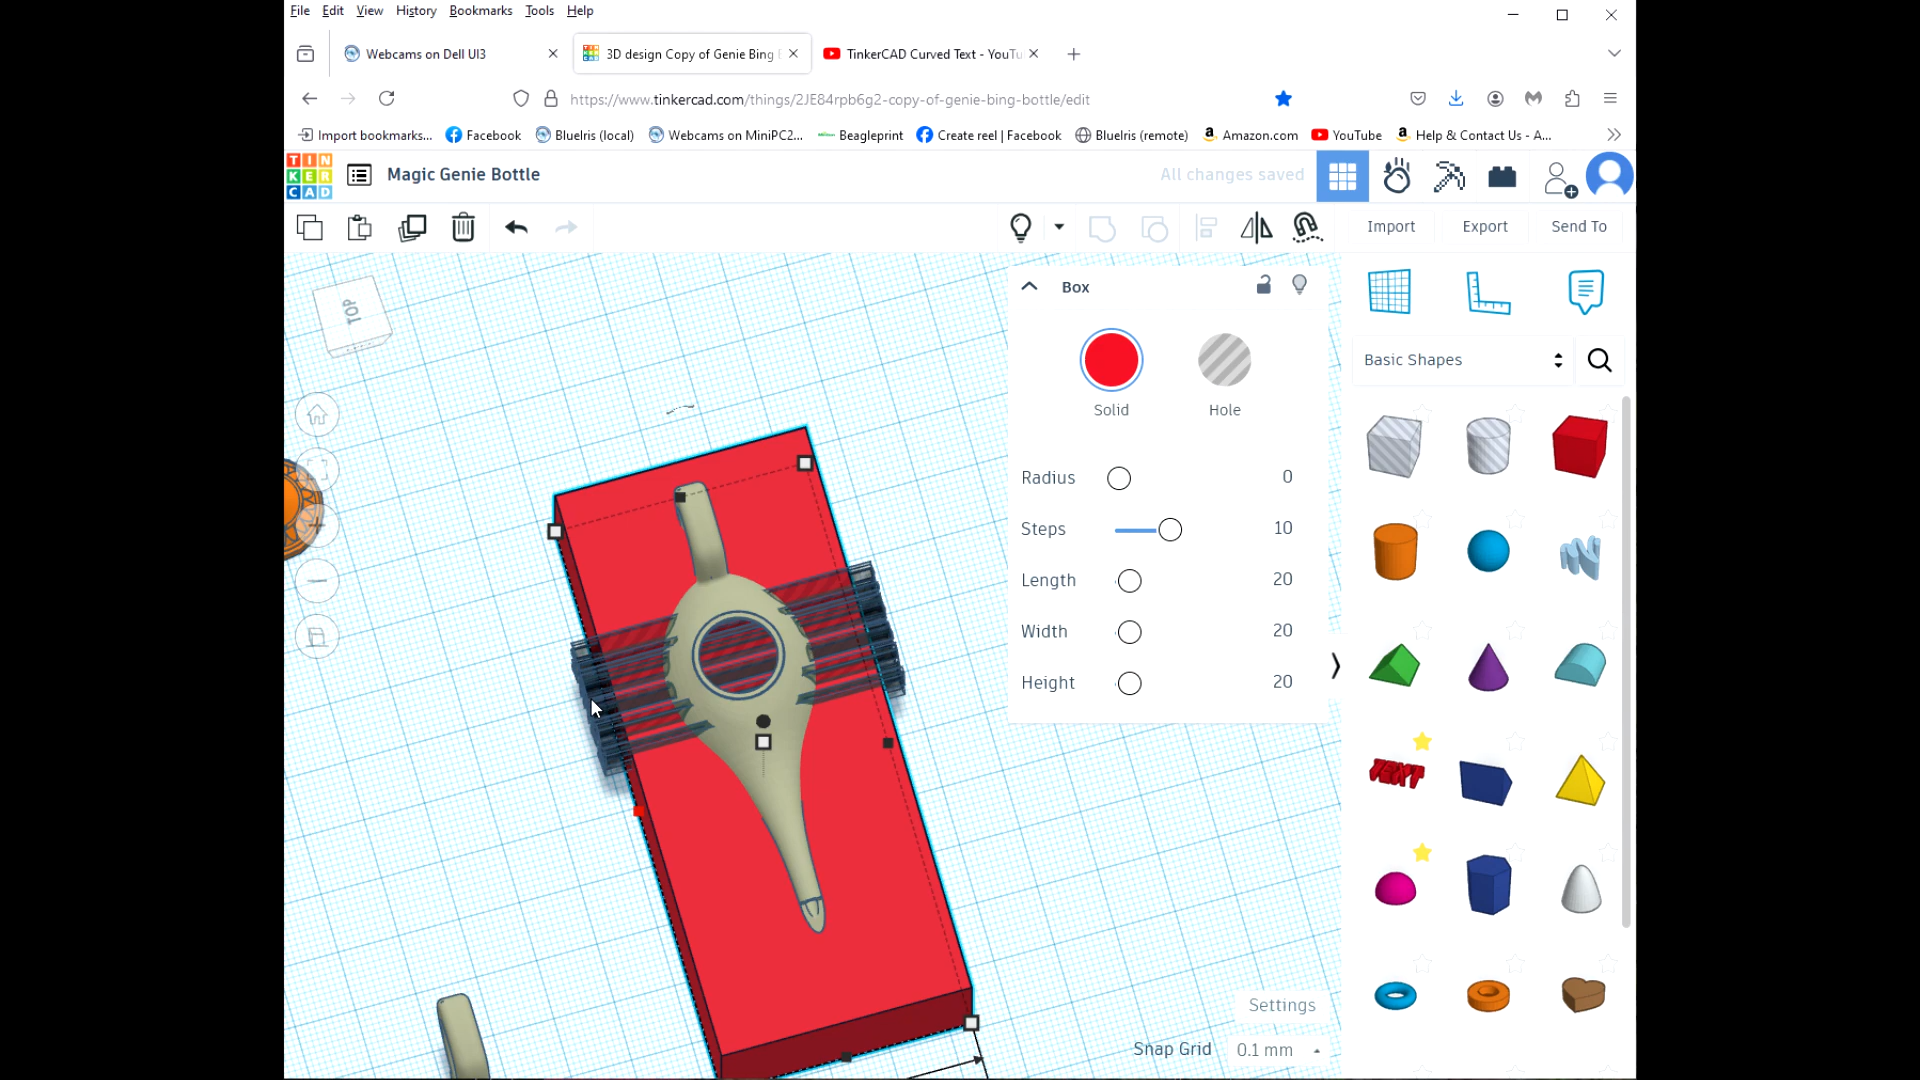 File Edit View History Bookmarks Tools Help
Webcams on Dell UI3
3D design Copy of Genie Bing
TinkerCAD Curved Text - YouTu
https://www.tinkercad.com/things/2JE84rpb6g2-copy-of-genie-bing-bottle/edit
Import bookmarks... Facebook BlueIris (local) Webcams on MiniPC2... Beagleprint Create reel | Facebook BlueIris (remote) Amazon.com YouTube Help & Contact Us - A...
TIN
KER
CAD
Magic Genie Bottle
All changes saved
Import Export Send To
TOP
Box
Solid Hole
Radius 0
Steps 10
Length 20
Width 20
Height 20
Basic Shapes
TEXT
Settings
Snap Grid 0.1 mm